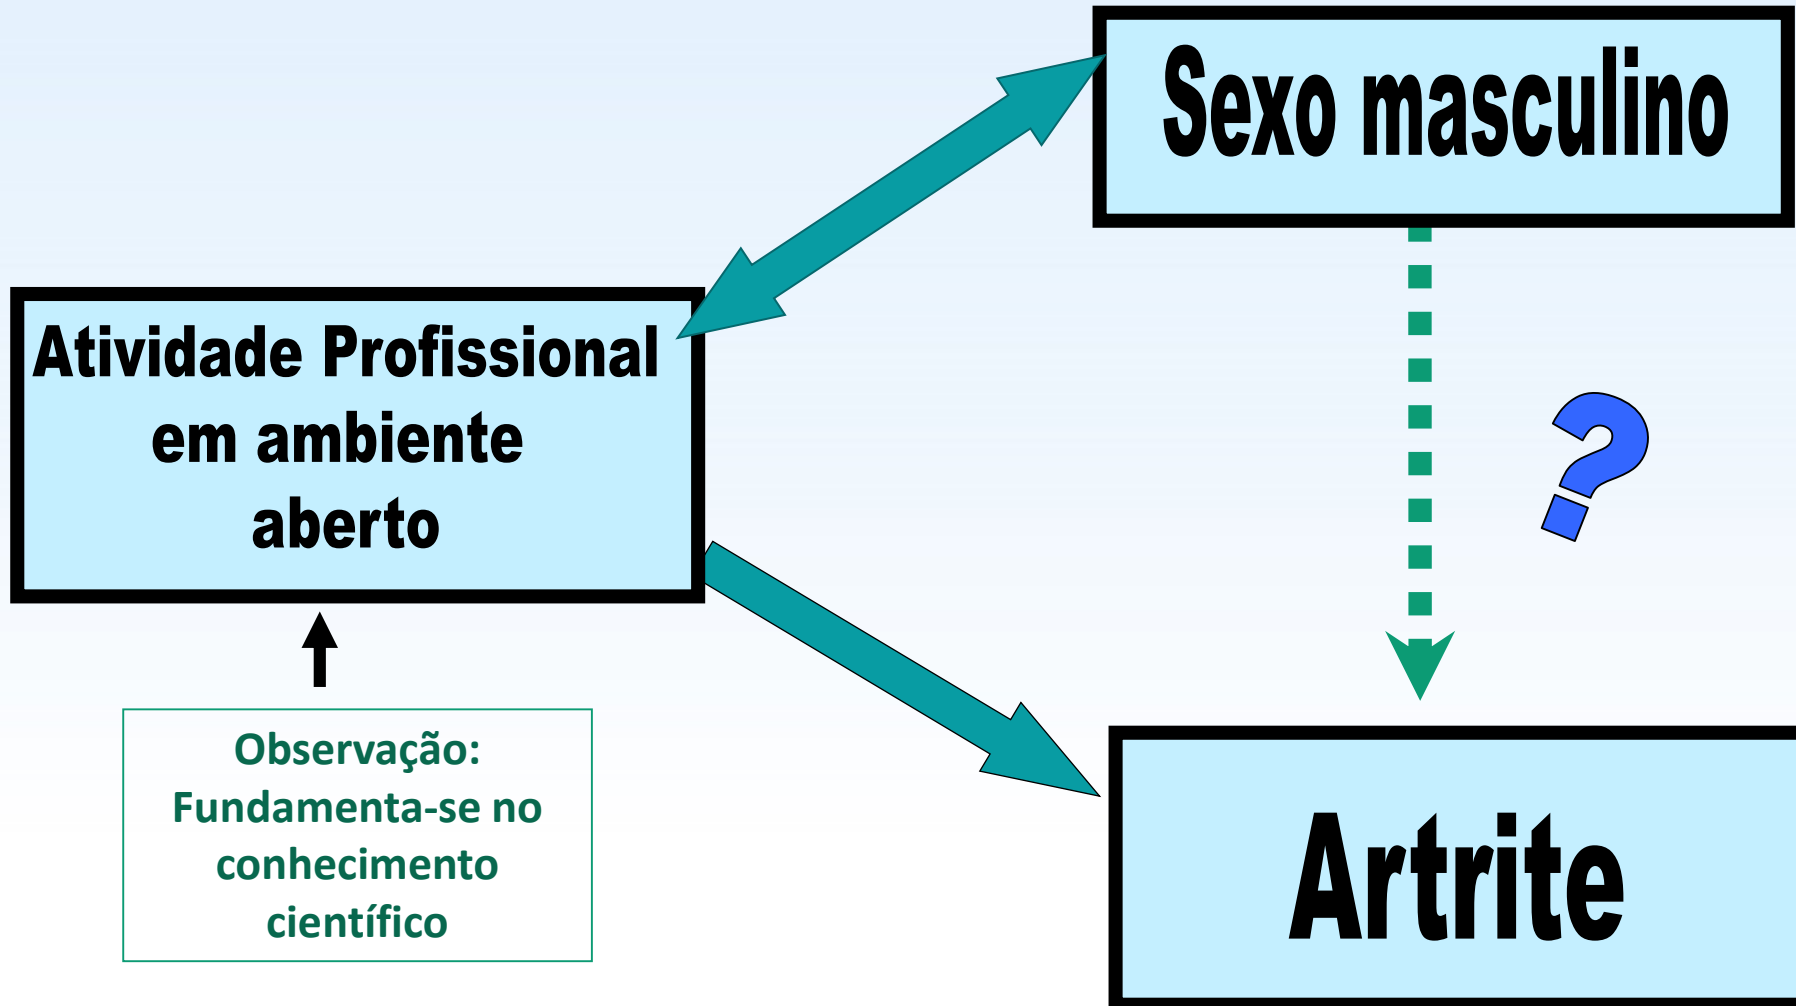 Sexo masculino
Atividade Profissional
em ambiente
aberto
?
Observação:
Fundamenta-se no
conhecimento
científico
Artrite